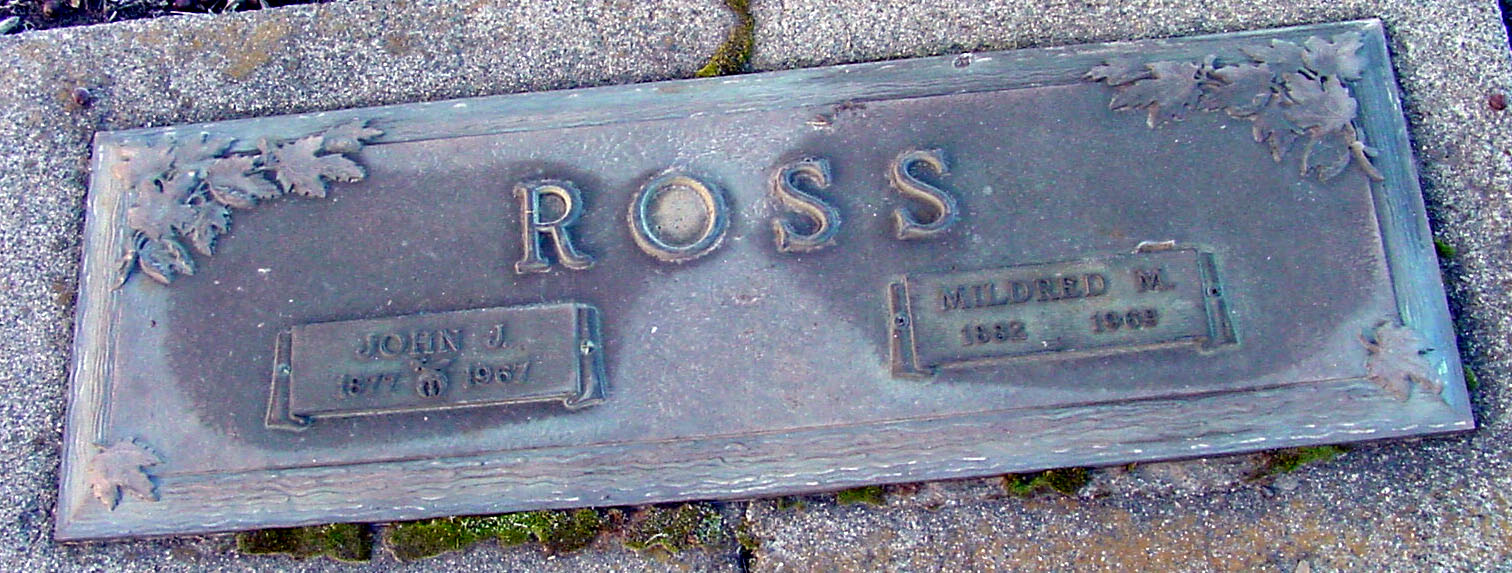 ROSS
JOHN J.
1877 1967
MILDRED M.
1882 1969